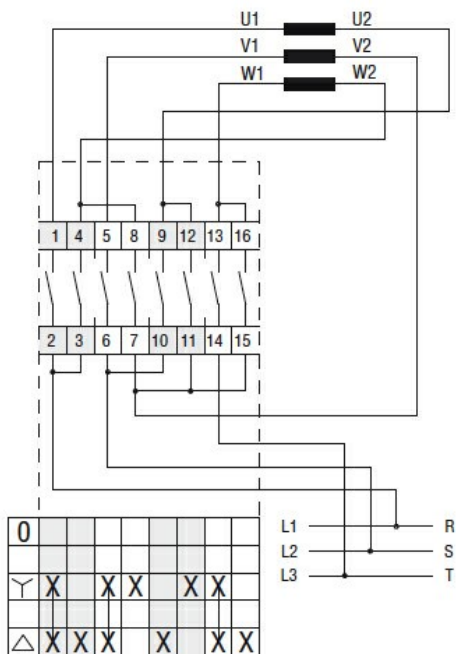 U1 U2
V1 V2
W1 W2
1 4 5 8 9 12 13 16
2 3 6 7 10 11 14 15
L1 R
L2 S
L3 T
0
Y X X X X X
△ X X X X X X